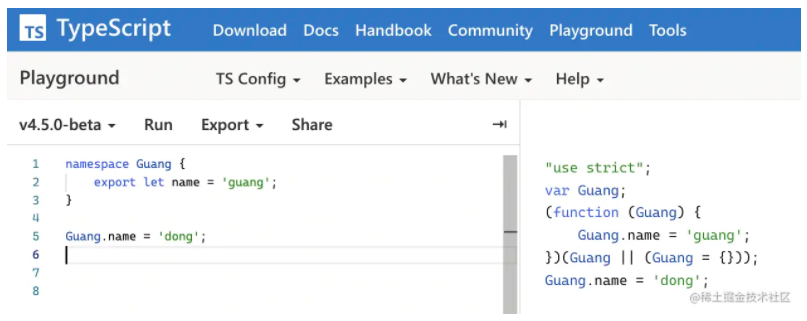 TS TypeScript Download Docs Handbook Community Playground Tools
Playground TS Config Examples What's New Help
v4.5.0-beta Run Export Share
1 namespace Guang {
2 export let name = 'guang';
3 }
4
5 Guang.name = 'dong';
6
7
8
"use strict";
var Guang;
(function (Guang) {
Guang.name = 'guang';
})(Guang || (Guang = {}));
Guang.name = 'dong';
@稀土掘金技术社区